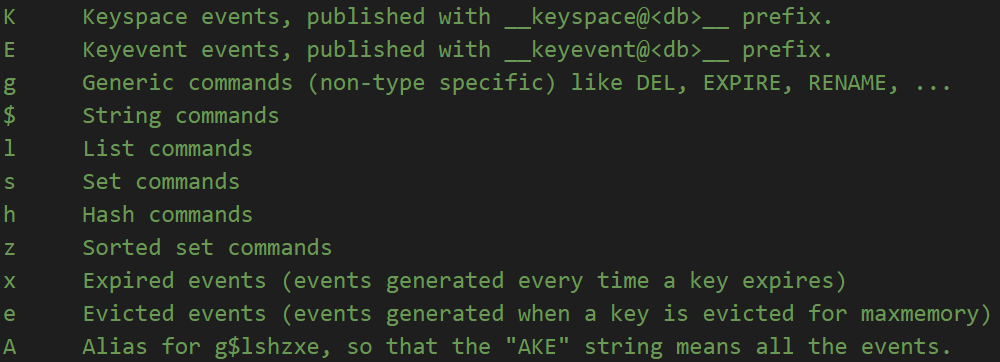 K     Keyspace events, published with __keyspace@<db>__ prefix.
E     Keyevent events, published with __keyevent@<db>__ prefix.
g     Generic commands (non-type specific) like DEL, EXPIRE, RENAME, ...
$     String commands
l     List commands
s     Set commands
h     Hash commands
z     Sorted set commands
x     Expired events (events generated every time a key expires)
e     Evicted events (events generated when a key is evicted for maxmemory)
A     Alias for g$lshzxe, so that the "AKE" string means all the events.